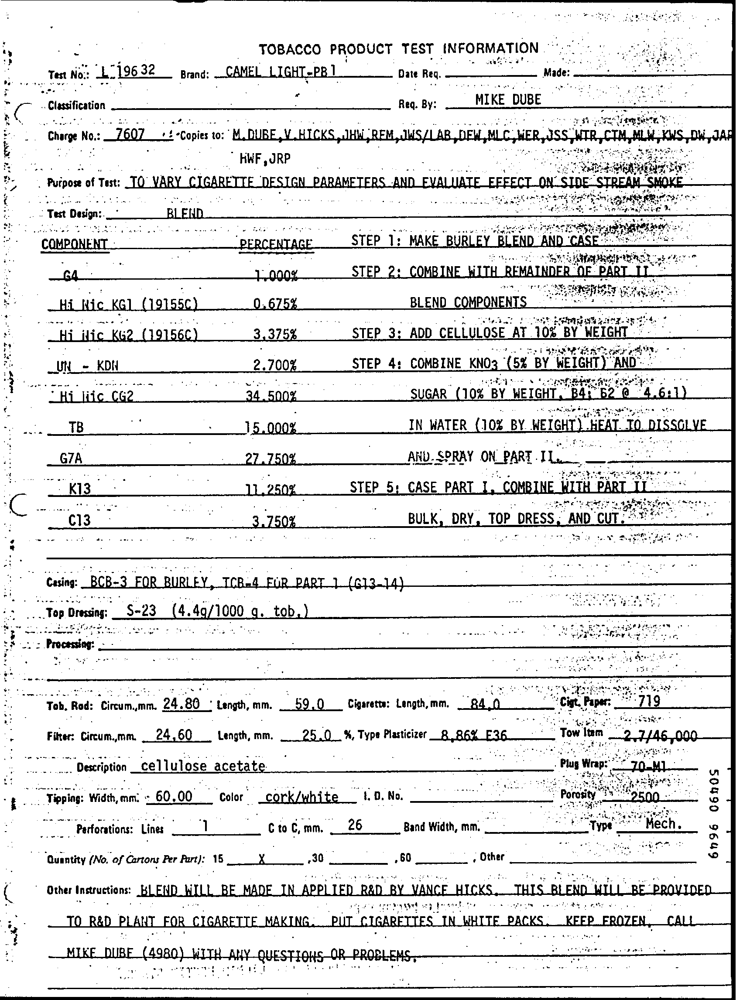 TOBACCO PRODUCT TEST INFORMATION
Test No.: L-19632 Brand: CAMEL LIGHT-PB1 Date Req. Made:
Classification Req. By: MIKE DUBE
Charge No.: 7607 Copies to: M.DUBE,V.HICKS,JHW,REM,JWS/LAB,DFW,MLC,WER,JSS,WTR,CTM,MLW,KWS,DW,JAP
HWF,JRP
Purpose of Test: TO VARY CIGARETTE DESIGN PARAMETERS AND EVALUATE EFFECT ON SIDE STREAM SMOKE
Test Design: BLEND
COMPONENT PERCENTAGE STEP 1: MAKE BURLEY BLEND AND CASE
G4 1.000% STEP 2: COMBINE WITH REMAINDER OF PART II
Hi Nic KG1 (19155C) 0.675% BLEND COMPONENTS
Hi Nic KG2 (19156C) 3.375% STEP 3: ADD CELLULOSE AT 10% BY WEIGHT
UN - KDN 2.700% STEP 4: COMBINE KNO3 (5% BY WEIGHT) AND
Hi Nic CG2 34.500% SUGAR (10% BY WEIGHT, B4; B2 @ 4.6:1)
TB 15.000% IN WATER (10% BY WEIGHT) HEAT TO DISSOLVE
G7A 27.750% AND SPRAY ON PART II.
K13 11.250% STEP 5: CASE PART I, COMBINE WITH PART II
C13 3.750% BULK, DRY, TOP DRESS, AND CUT.
Casing: BCB-3 FOR BURLEY, TCB-4 FOR PART 1 (G13-14)
Top Dressing: S-23 (4.4g/1000 g. tob.)
Processing:
Tob. Rod: Circum.,mm. 24.80 Length, mm. 59.0 Cigarette: Length, mm. 84.0 Cigt. Paper: 719
Filter: Circum.,mm. 24.60 Length, mm. 25.0 %, Type Plasticizer 8.86% E36 Tow Item 2.7/46,000
Description cellulose acetate Plug Wrap: 70-M1
Tipping: Width, mm. 60.00 Color cork/white I. D. No. Porosity 2500
Perforations: Lines 1 C to C, mm. 26 Band Width, mm. Type Mech.
Quantity (No. of Cartons Per Part): 15 X , 30 , 60 , Other
Other Instructions: BLEND WILL BE MADE IN APPLIED R&D BY VANCE HICKS. THIS BLEND WILL BE PROVIDED
TO R&D PLANT FOR CIGARETTE MAKING. PUT CIGARETTES IN WHITE PACKS. KEEP FROZEN, CALL
MIKE DUBE (4980) WITH ANY QUESTIONS OR PROBLEMS.
50490 9649